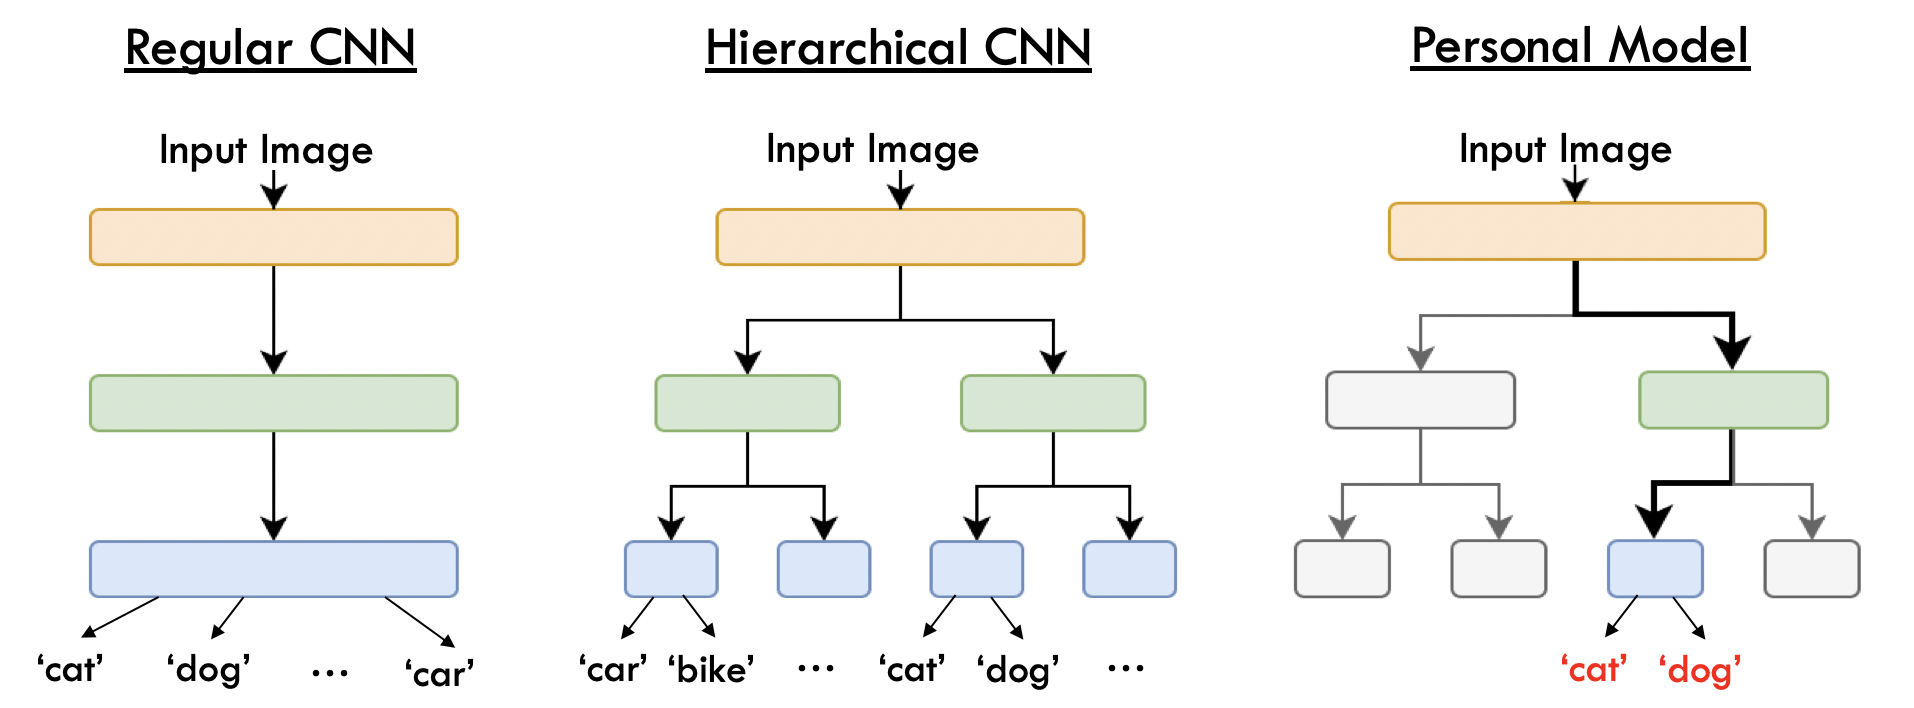 Regular CNN
Hierarchical CNN
Personal Model
Input Image
Input Image
Input Image
‘cat’ ‘dog’ ... ‘car’
‘car’ ‘bike’ ... ‘cat’ ‘dog’ ...
‘cat’ ‘dog’